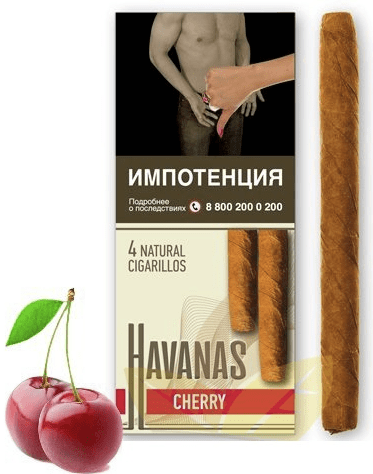 ИМПОТЕНЦИЯ
Подробнее
о последствиях 8 800 200 0 200
4 NATURAL
CIGARILLOS
HAVANAS
CHERRY